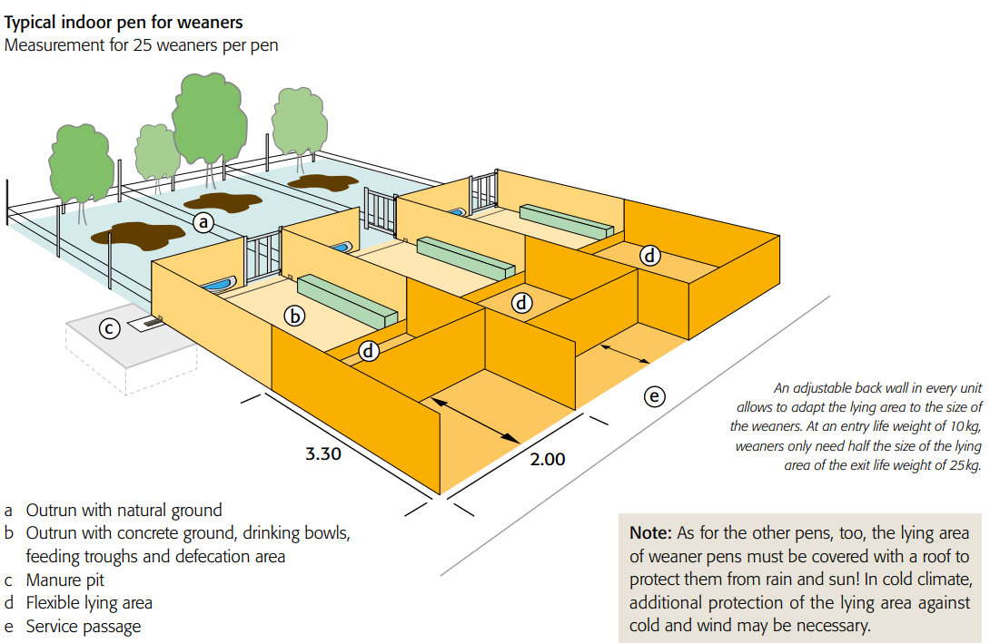 Typical indoor pen for weaners
Measurement for 25 weaners per pen
a
b
c
d
d
d
e
3.30
2.00
An adjustable back wall in every unit
allows to adapt the lying area to the size of
the weaners. At an entry life weight of 10 kg,
weaners only need half the size of the lying
area of the exit life weight of 25 kg.
a Outrun with natural ground
b Outrun with concrete ground, drinking bowls,
feeding troughs and defecation area
c Manure pit
d Flexible lying area
e Service passage
Note: As for the other pens, too, the lying area
of weaner pens must be covered with a roof to
protect them from rain and sun! In cold climate,
additional protection of the lying area against
cold and wind may be necessary.